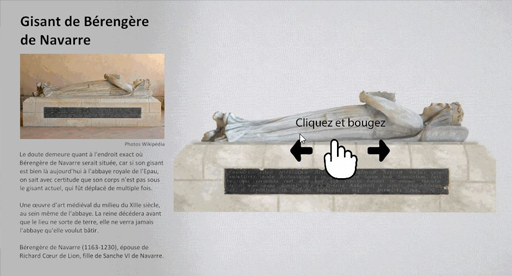 Gisant de Bérengère
de Navarre
Photos Wikipedia
Le doute demeure quant à l'endroit exact où
Bérengère de Navarre serait située, car si son gisant
est bien là aujourd'hui à l'abbaye royale de l'Epau,
on sait avec certitude que son corps n'est pas sous
le gisant actuel, qui fût déplacé de multiple fois.
Une œuvre d'art médiéval du milieu du XIIIe siècle,
au sein même de l'abbaye. La reine décédera avant
que le lieu ne sorte de terre, elle ne verra jamais
l'abbaye qu'elle voulut bâtir.
Bérengère de Navarre (1163-1230), épouse de
Richard Cœur de Lion, fille de Sanche VI de Navarre.
Cliquez et bougez